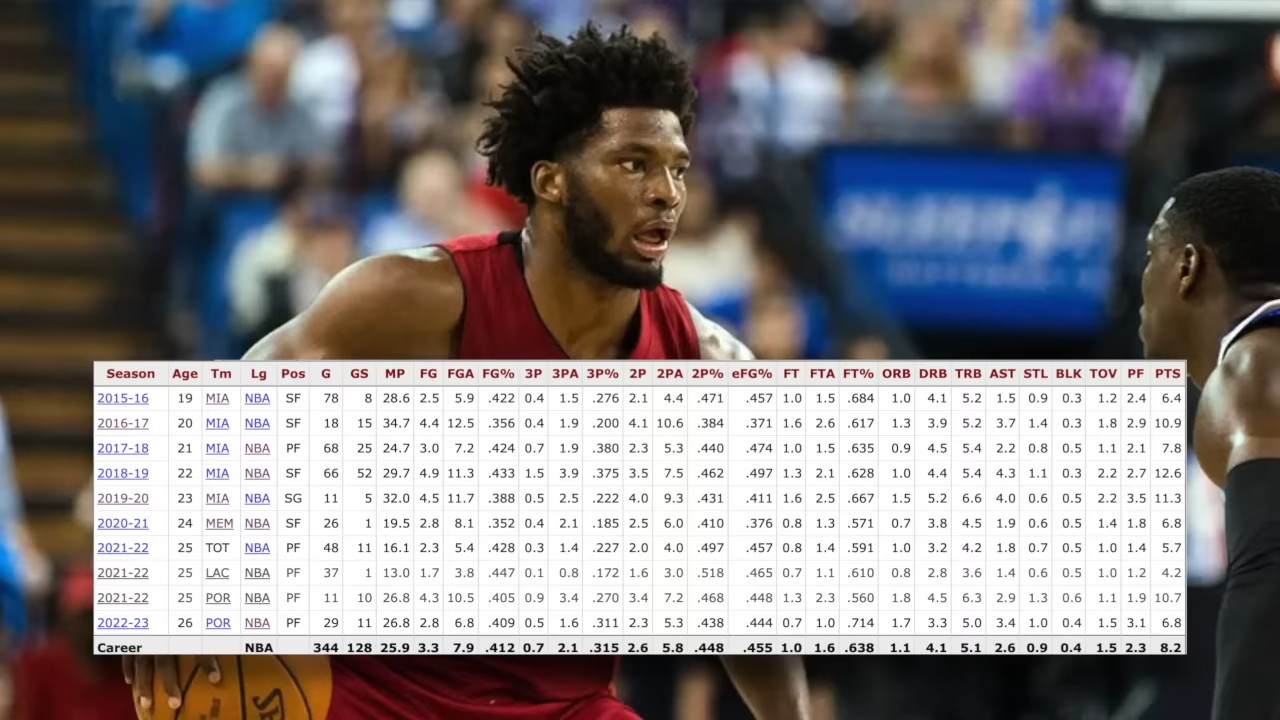 Season Age Tm Lg Pos G GS MP FG FGA FG% 3P 3PA 3P% 2P 2PA 2P% eFG% FT FTA FT% ORB DRB TRB AST STL BLK TOV PF PTS
2015-16 19 MIA NBA SF 78 8 28.6 2.5 5.9 .422 0.4 1.5 .276 2.1 4.4 .471 .457 1.0 1.5 .684 1.0 4.1 5.2 1.5 0.9 0.3 1.2 2.4 6.4
2016-17 20 MIA NBA SF 18 15 34.7 4.4 12.5 .356 0.4 1.9 .200 4.1 10.6 .384 .371 1.6 2.6 .617 1.3 3.9 5.2 3.7 1.4 0.3 1.8 2.9 10.9
2017-18 21 MIA NBA PF 68 25 24.7 3.0 7.2 .424 0.7 1.9 .380 2.3 5.3 .440 .474 1.0 1.5 .635 0.9 4.5 5.4 2.2 0.8 0.5 1.1 2.1 7.8
2018-19 22 MIA NBA SF 66 52 29.7 4.9 11.3 .433 1.5 3.9 .375 3.5 7.5 .462 .497 1.3 2.1 .628 1.0 4.4 5.4 4.3 1.1 0.3 2.2 2.7 12.6
2019-20 23 MIA NBA SG 11 5 32.0 4.5 11.7 .388 0.5 2.5 .222 4.0 9.3 .431 .411 1.6 2.5 .667 1.5 5.2 6.6 4.0 0.6 0.5 2.2 3.5 11.3
2020-21 24 MEM NBA SF 26 1 19.5 2.8 8.1 .352 0.4 2.1 .185 2.5 6.0 .410 .376 0.8 1.3 .571 0.7 3.8 4.5 1.9 0.6 0.5 1.4 1.8 6.8
2021-22 25 TOT NBA PF 48 11 16.1 2.3 5.4 .428 0.3 1.4 .227 2.0 4.0 .497 .457 0.8 1.4 .591 1.0 3.2 4.2 1.8 0.7 0.5 1.0 1.4 5.7
2021-22 25 LAC NBA PF 37 1 13.0 1.7 3.8 .447 0.1 0.8 .172 1.6 3.0 .518 .465 0.7 1.1 .610 0.8 2.8 3.6 1.4 0.6 0.5 1.0 1.2 4.2
2021-22 25 POR NBA PF 11 10 26.8 4.3 10.5 .405 0.9 3.4 .270 3.4 7.2 .468 .448 1.3 2.3 .560 1.8 4.5 6.3 2.9 1.3 0.6 1.1 1.9 10.7
2022-23 26 POR NBA PF 29 11 26.8 2.8 6.8 .409 0.5 1.6 .311 2.3 5.3 .438 .444 0.7 1.0 .714 1.7 3.3 5.0 3.4 1.0 0.4 1.5 3.1 6.8
Career NBA 344 128 25.9 3.3 7.9 .412 0.7 2.1 .315 2.6 5.8 .448 .455 1.0 1.6 .638 1.1 4.1 5.1 2.6 0.9 0.4 1.5 2.3 8.2